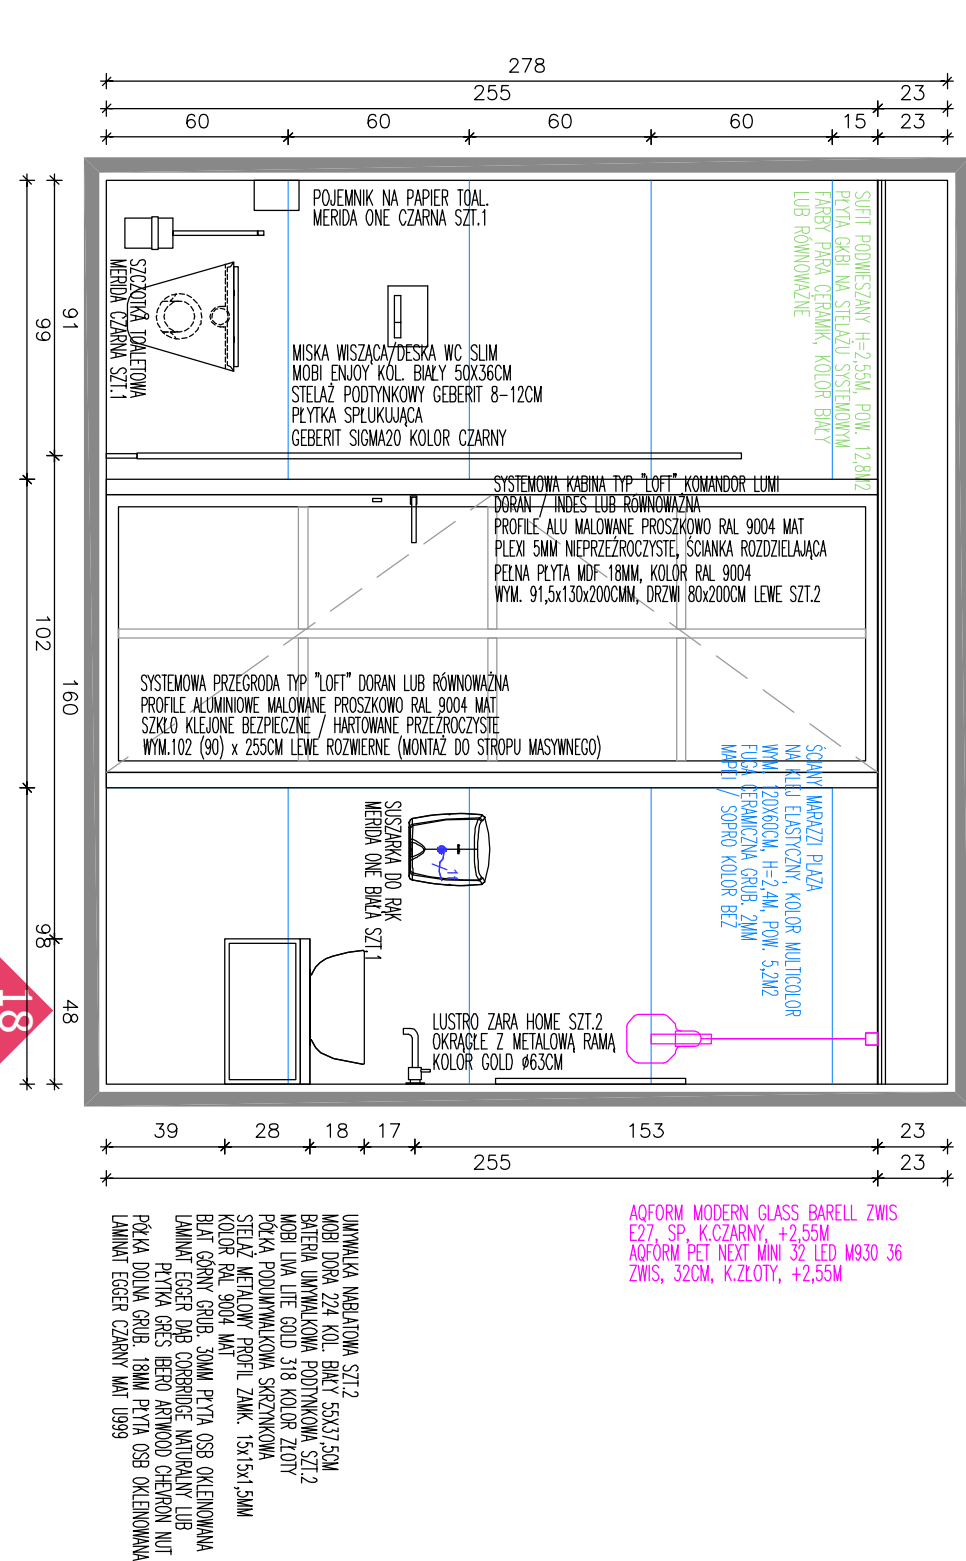 278
255
23
60
60
60
60
15
23
POJEMNIK NA PAPIER TOAL.
MERIDA ONE CZARNA SZT.1
SUFIT PODWIESZANY H=2,55M, POW. 12,8M2
PŁYTA GKBI NA STELAŻU SYSTEMOWYM
FARBY PARA CERAMIK, KOLOR BIAŁY
LUB RÓWNOWAŻNE
SZCZOTKA TOALETOWA
MERIDA CZARNA SZT.1
91
99
MISKA WISZĄCA/DESKA WC SLIM
MOBI ENJOY KOL. BIAŁY 50X36CM
STELAŻ PODTYNKOWY GEBERIT 8-12CM
PŁYTKA SPŁUKUJĄCA
GEBERIT SIGMA20 KOLOR CZARNY
SYSTEMOWA KABINA TYP "LOFT" KOMANDOR LUMI
DORAN / INDES LUB RÓWNOWAŻNA
PROFILE ALU MALOWANE PROSZKOWO RAL 9004 MAT
PLEXI 5MM NIEPRZEŹROCZYSTE, ŚCIANKA ROZDZIELAJĄCA
PEŁNA PŁYTA MDF 18MM, KOLOR RAL 9004
WYM. 91,5x130x200CMM, DRZWI 80x200CM LEWE SZT.2
102
160
SYSTEMOWA PRZEGRODA TYP "LOFT" DORAN LUB RÓWNOWAŻNA
PROFILE ALUMINIOWE MALOWANE PROSZKOWO RAL 9004 MAT
SZKŁO KLEJONE BEZPIECZNE / HARTOWANE PRZEŹROCZYSTE
WYM.102 (90) x 255CM LEWE ROZWIERNE (MONTAŻ DO STROPU MASYWNEGO)
ŚCIANY MARAZZI PLAZA
NA KLEJ ELASTYCZNY, KOLOR MULTICOLOR
WYM. 120X60CM, H=2,4M, POW. 5,2M2
FUGA CERAMICZNA GRUB. 2MM
MAPEI / SOPRO KOLOR BEŻ
SUSZARKA DO RĄK
MERIDA ONE BIAŁA SZT.1
98
48
18
LUSTRO ZARA HOME SZT.2
OKRĄGŁE Z METALOWĄ RAMĄ
KOLOR GOLD ø63CM
39
28
18
17
153
23
255
23
AQFORM MODERN GLASS BARELL ZWIS
E27, SP, K.CZARNY, +2,55M
AQFORM PET NEXT MINI 32 LED M930 36
ZWIS, 32CM, K.ZŁOTY, +2,55M
UMYWALKA NABLATOWA SZT.2
MOBI DORA 224 KOL. BIAŁY 55X37,5CM
BATERIA UMYWALKOWA PODTYNKOWA SZT.2
MOBI LIVA LITE GOLD 318 KOLOR ZŁOTY
PÓŁKA PODUMYWALKOWA SKRZYNKOWA
STELAŻ METALOWY PROFIL ZAMK. 15x15x1,5MM
KOLOR RAL 9004 MAT
BLAT GÓRNY GRUB. 30MM PŁYTA OSB OKLEINOWANA
LAMINAT EGGER DĄB CORBRIDGE NATURALNY LUB
PŁYTKA GRES IBERO ARTWOOD CHEVRON NUT
PÓŁKA DOLNA GRUB. 18MM PŁYTA OSB OKLEINOWANA
LAMINAT EGGER CZARNY MAT U999